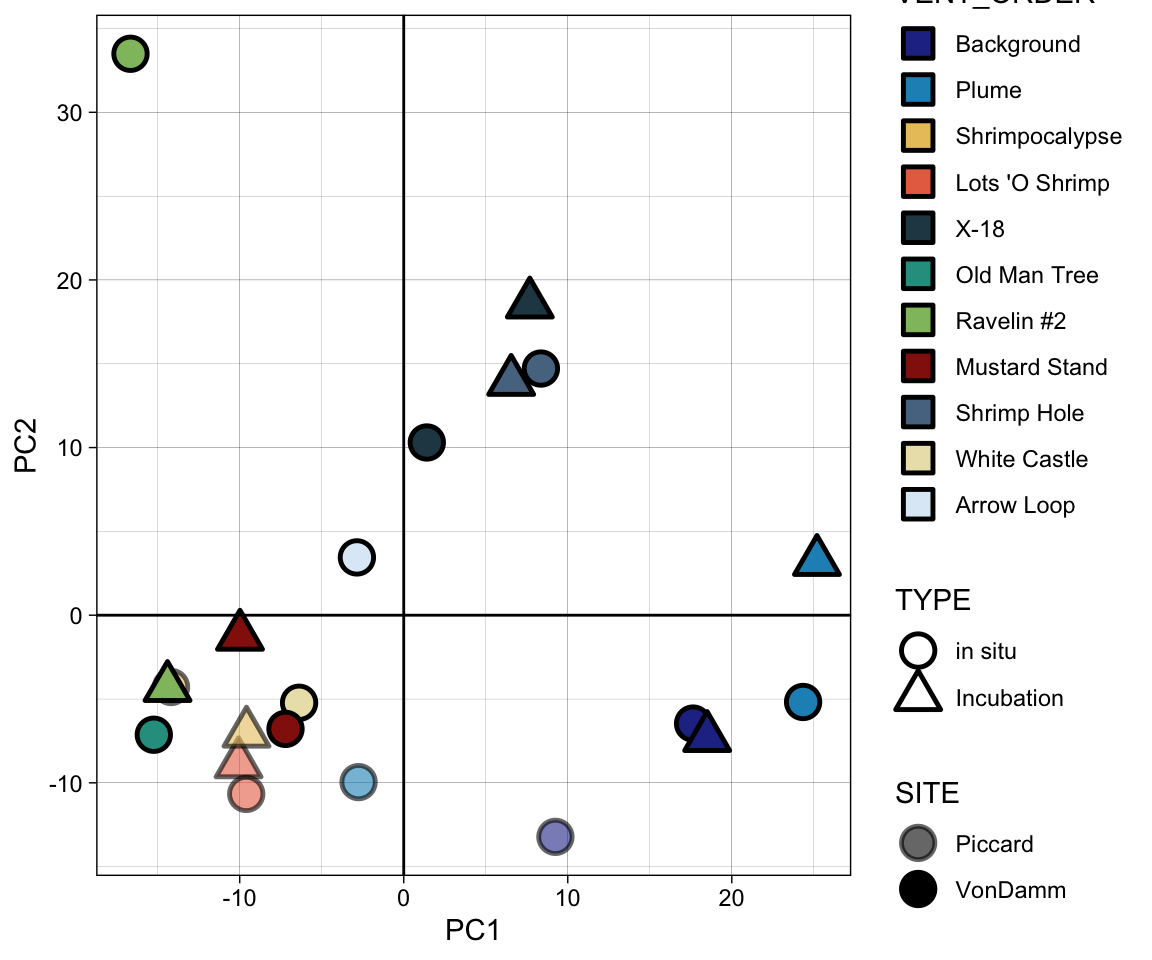 VENT_ORDER
Background
Plume
Shrimpocalypse
Lots 'O Shrimp
X-18
Old Man Tree
Ravelin #2
Mustard Stand
Shrimp Hole
White Castle
Arrow Loop
TYPE
in situ
Incubation
SITE
Piccard
VonDamm
PC2
30
20
10
0
-10
-10 0 10 20
PC1